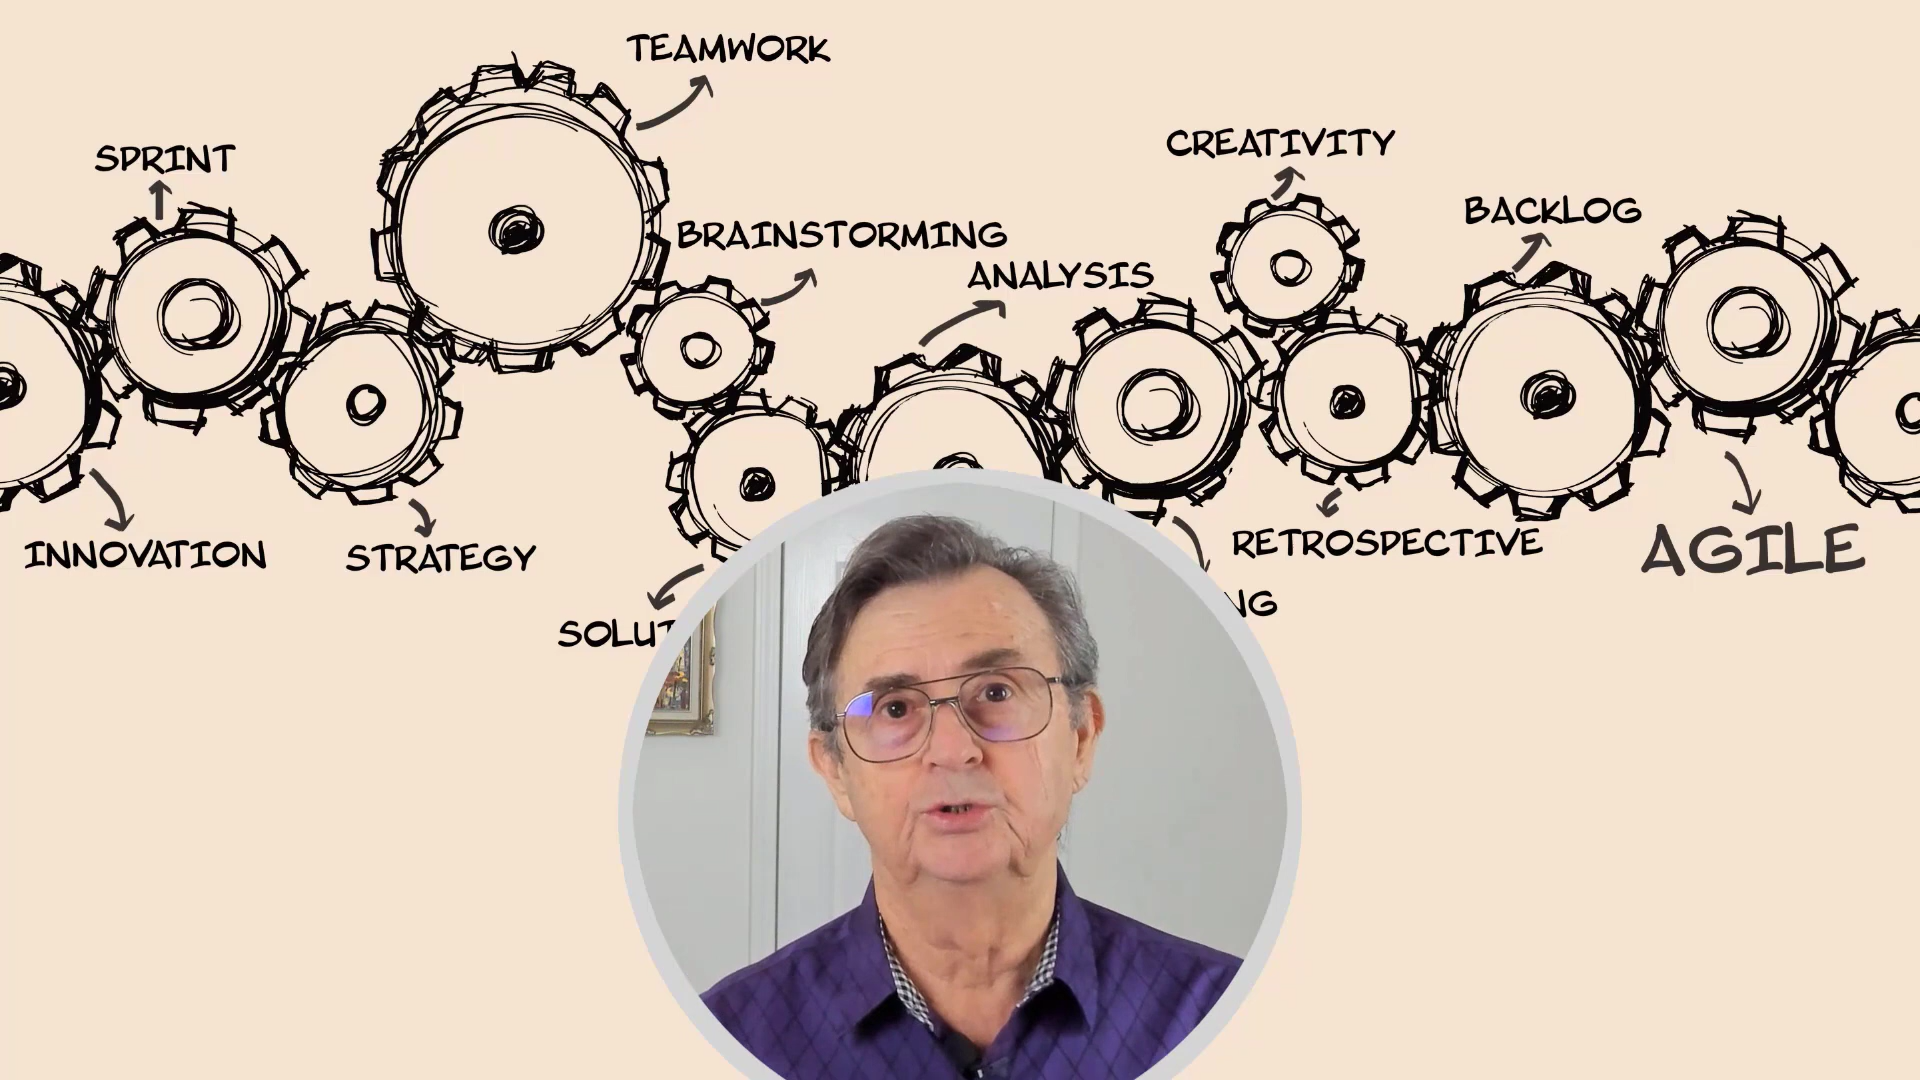 TEAMWORK
SPRINT
CREATIVITY
BACKLOG
BRAINSTORMING
ANALYSIS
INNOVATION
STRATEGY
RETROSPECTIVE
AGILE